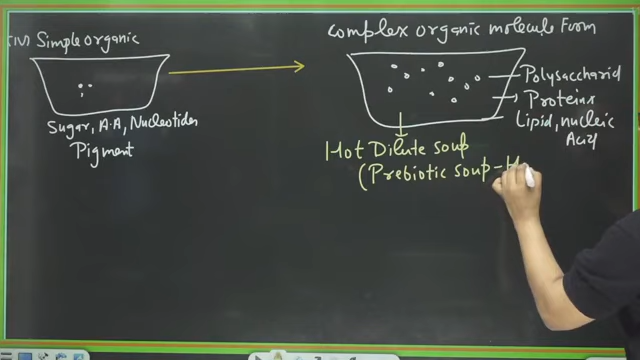 (IV) Simple organic
Sugar, A.A, Nucleotides
Pigment
Complex organic molecule Form
Polysaccharid
Proteins
Lipid, nucleic
Acid
Hot Dilute soup
(Prebiotic soup - H